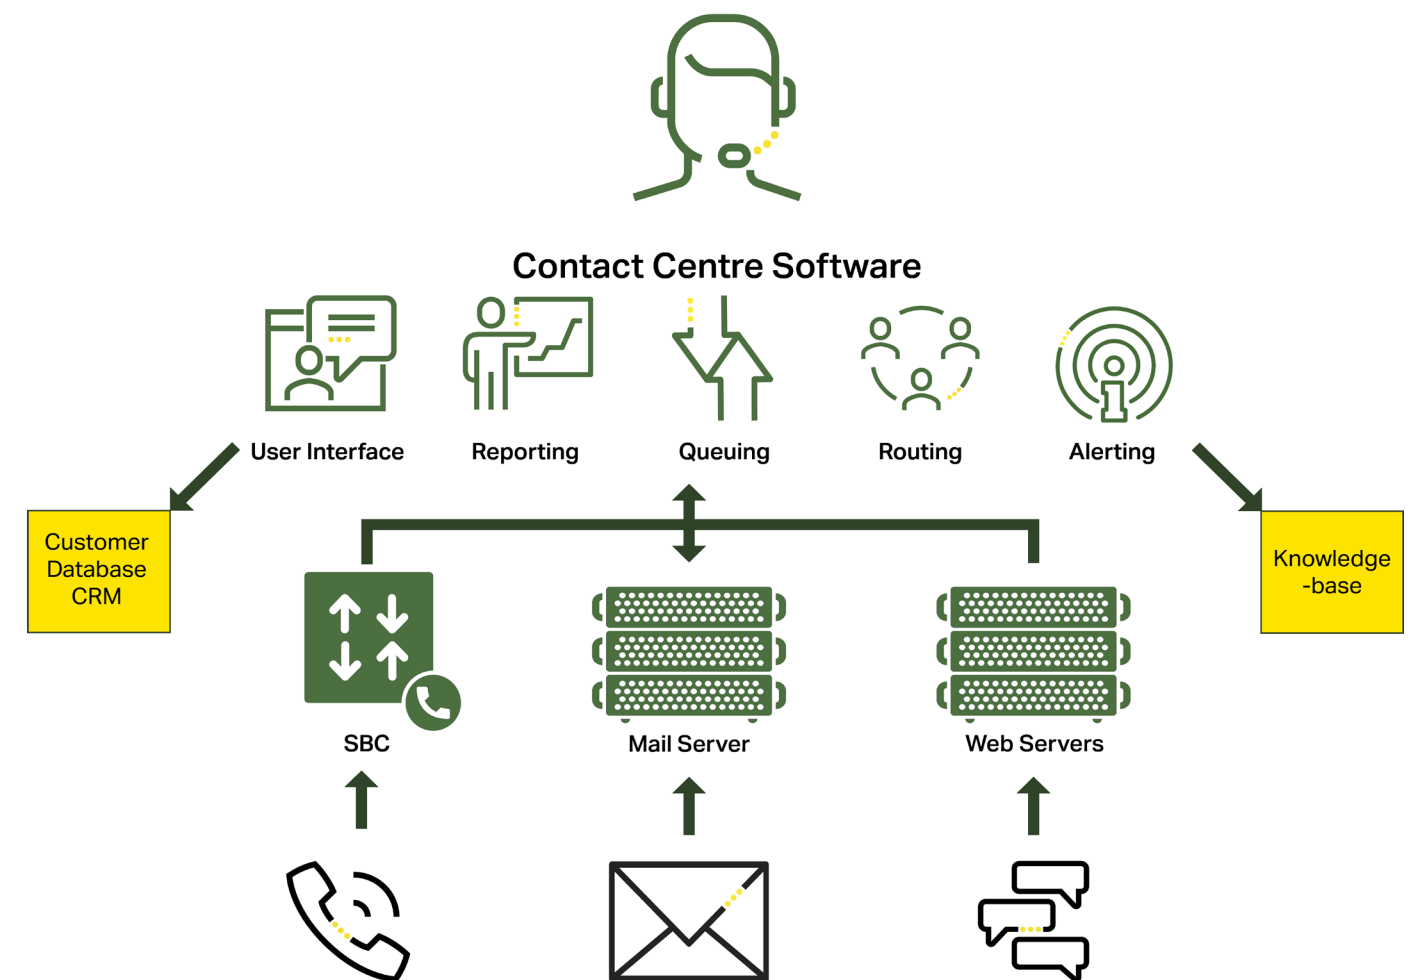 Contact Centre Software
User Interface
Reporting
Queuing
Routing
Alerting
Customer
Database
CRM
Knowledge
-base
SBC
Mail Server
Web Servers